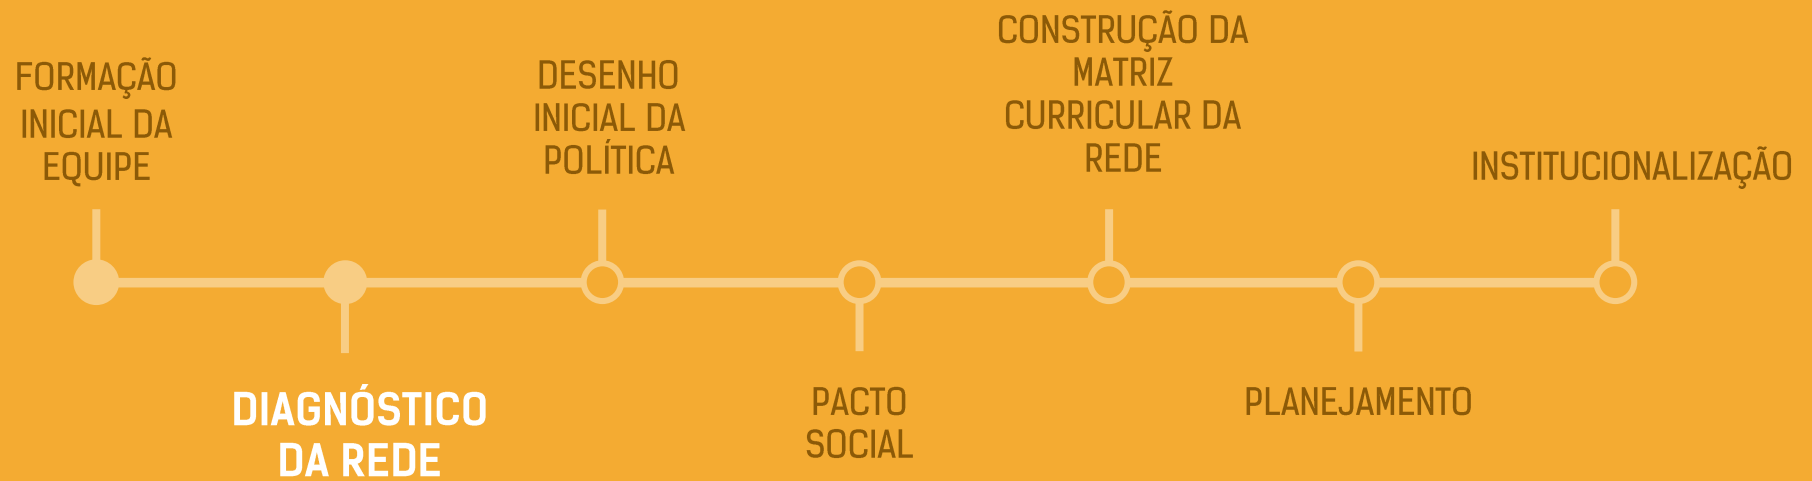 FORMAÇÃO
INICIAL DA
EQUIPE
DIAGNÓSTICO
DA REDE
DESENHO
INICIAL DA
POLÍTICA
PACTO
SOCIAL
CONSTRUÇÃO DA
MATRIZ
CURRICULAR DA
REDE
PLANEJAMENTO
INSTITUCIONALIZAÇÃO